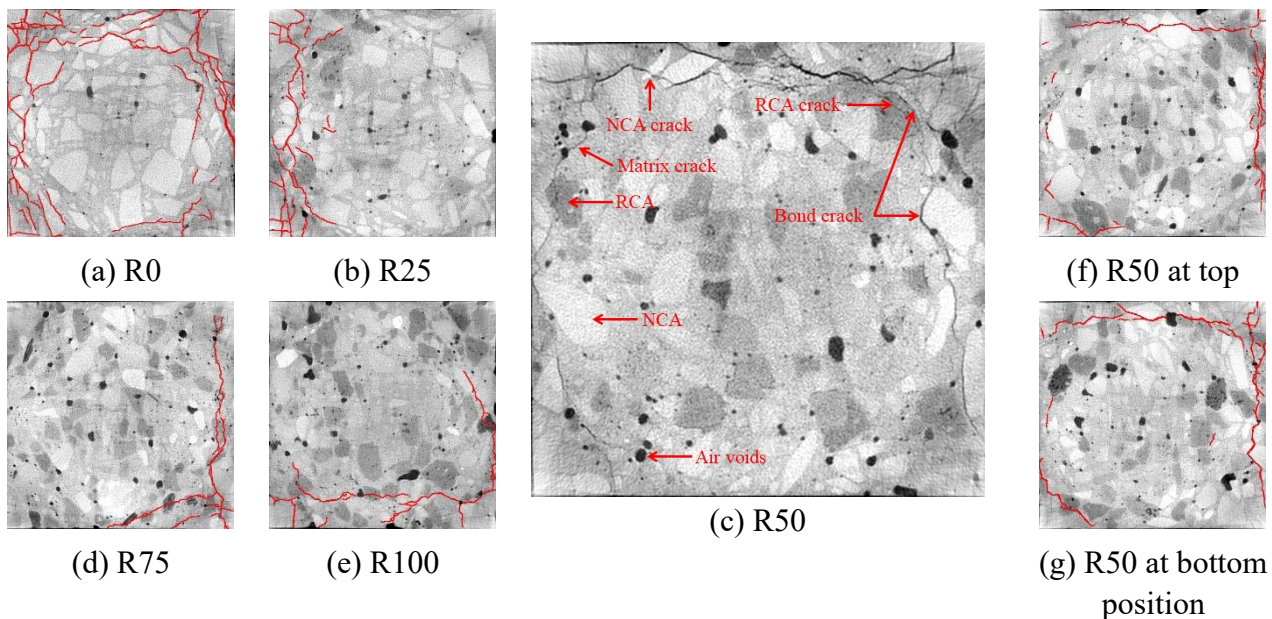 (a) R0
(b) R25
NCA crack
RCA crack
Matrix crack
RCA
Bond crack
NCA
Air voids
(c) R50
(d) R75
(e) R100
(f) R50 at top
(g) R50 at bottom
position